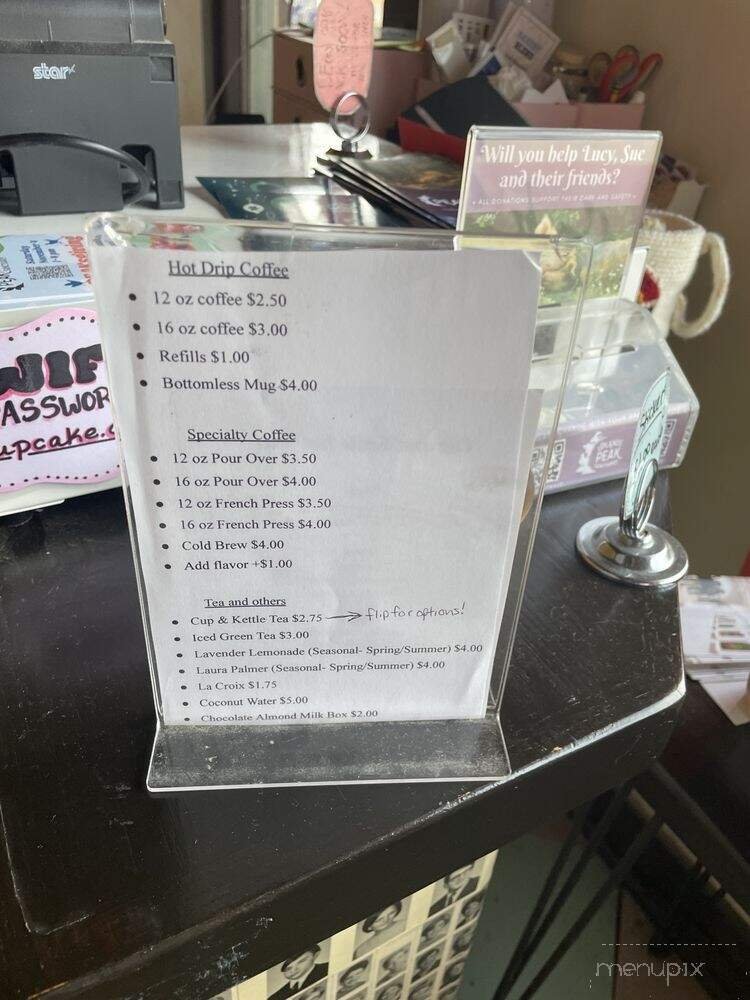 star
Will you help Lucy, Sue
and their friends?
• ALL DONATIONS SUPPORT THEIR CARE AND SAFETY •
WIF
ASSWOR
upcake.c
Hot Drip Coffee
• 12 oz coffee $2.50
• 16 oz coffee $3.00
• Refills $1.00
• Bottomless Mug $4.00
Specialty Coffee
• 12 oz Pour Over $3.50
• 16 oz Pour Over $4.00
• 12 oz French Press $3.50
• 16 oz French Press $4.00
• Cold Brew $4.00
• Add flavor +$1.00
Tea and others
• Cup & Kettle Tea $2.75 → flip for options!
• Iced Green Tea $3.00
• Lavender Lemonade (Seasonal- Spring/Summer) $4.00
• Laura Palmer (Seasonal- Spring/Summer) $4.00
• La Croix $1.75
• Coconut Water $5.00
• Chocolate Almond Milk Box $2.00
PEAK
menupix